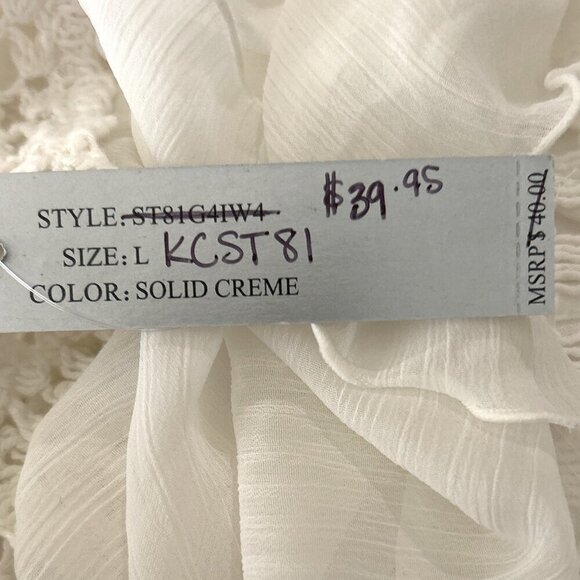 STYLE: ST81G4IW4 $39.95
SIZE: L KCST81
COLOR: SOLID CREME
MSRP $ 40.00